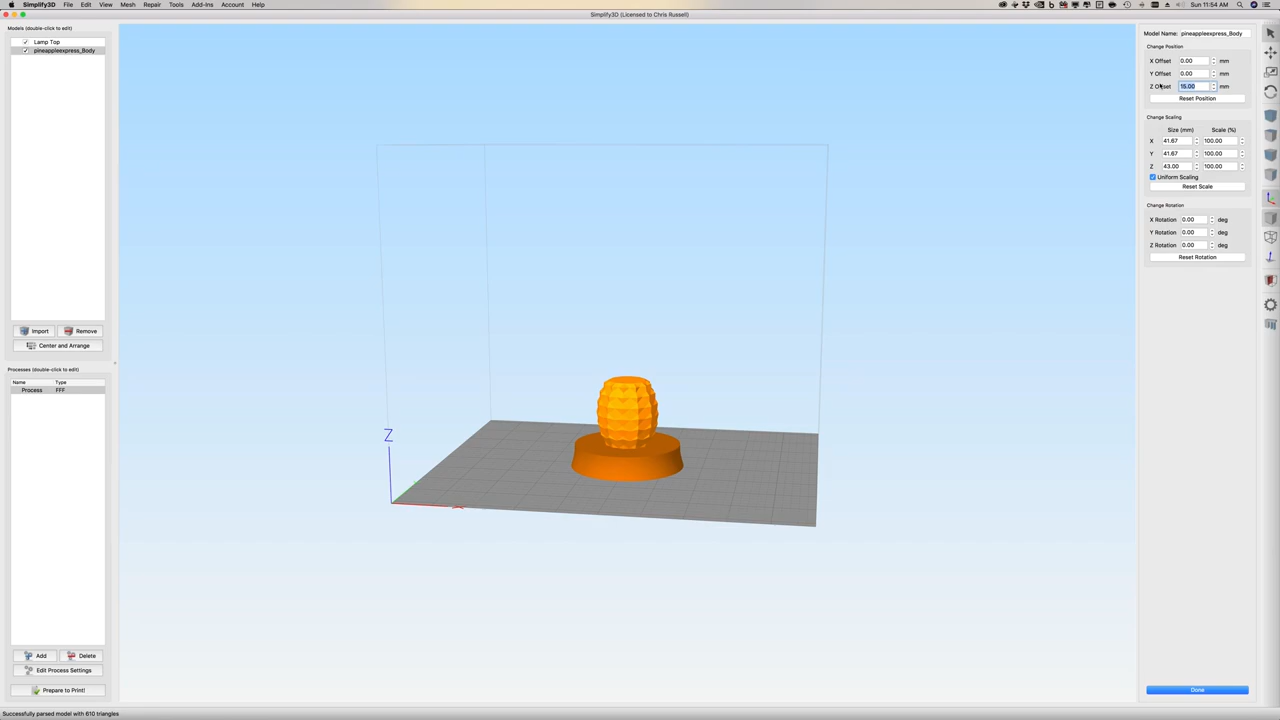 Simplify3D File Edit View Mesh Repair Tools Add-Ins Account Help Sun 11:54 AM
Simplify3D (Licensed to Chris Russell)
Models (double-click to edit)
Lamp Top
pineappleexpress_Body
Import Remove
Center and Arrange
Processes (double-click to edit)
Name Type
Process FFF
Add Delete
Edit Process Settings
Prepare to Print!
Successfully parsed model with 610 triangles
Z
Model Name: pineappleexpress_Body
Change Position
X Offset 0.00 mm
Y Offset 0.00 mm
Z Offset 15.00 mm
Reset Position
Change Scaling
Size (mm) Scale (%)
X 41.67 100.00
Y 41.67 100.00
Z 43.00 100.00
Uniform Scaling
Reset Scale
Change Rotation
X Rotation 0.00 deg
Y Rotation 0.00 deg
Z Rotation 0.00 deg
Reset Rotation
Done